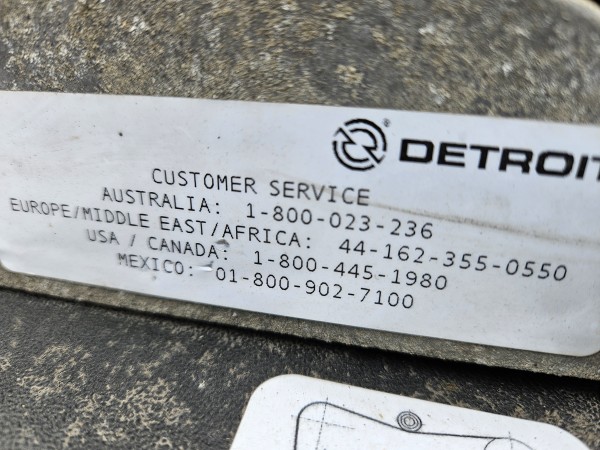 DETROIT
CUSTOMER SERVICE
AUSTRALIA: 1-800-023-236
EUROPE/MIDDLE EAST/AFRICA: 44-162-355-0550
USA / CANADA: 1-800-445-1980
MEXICO: 01-800-902-7100